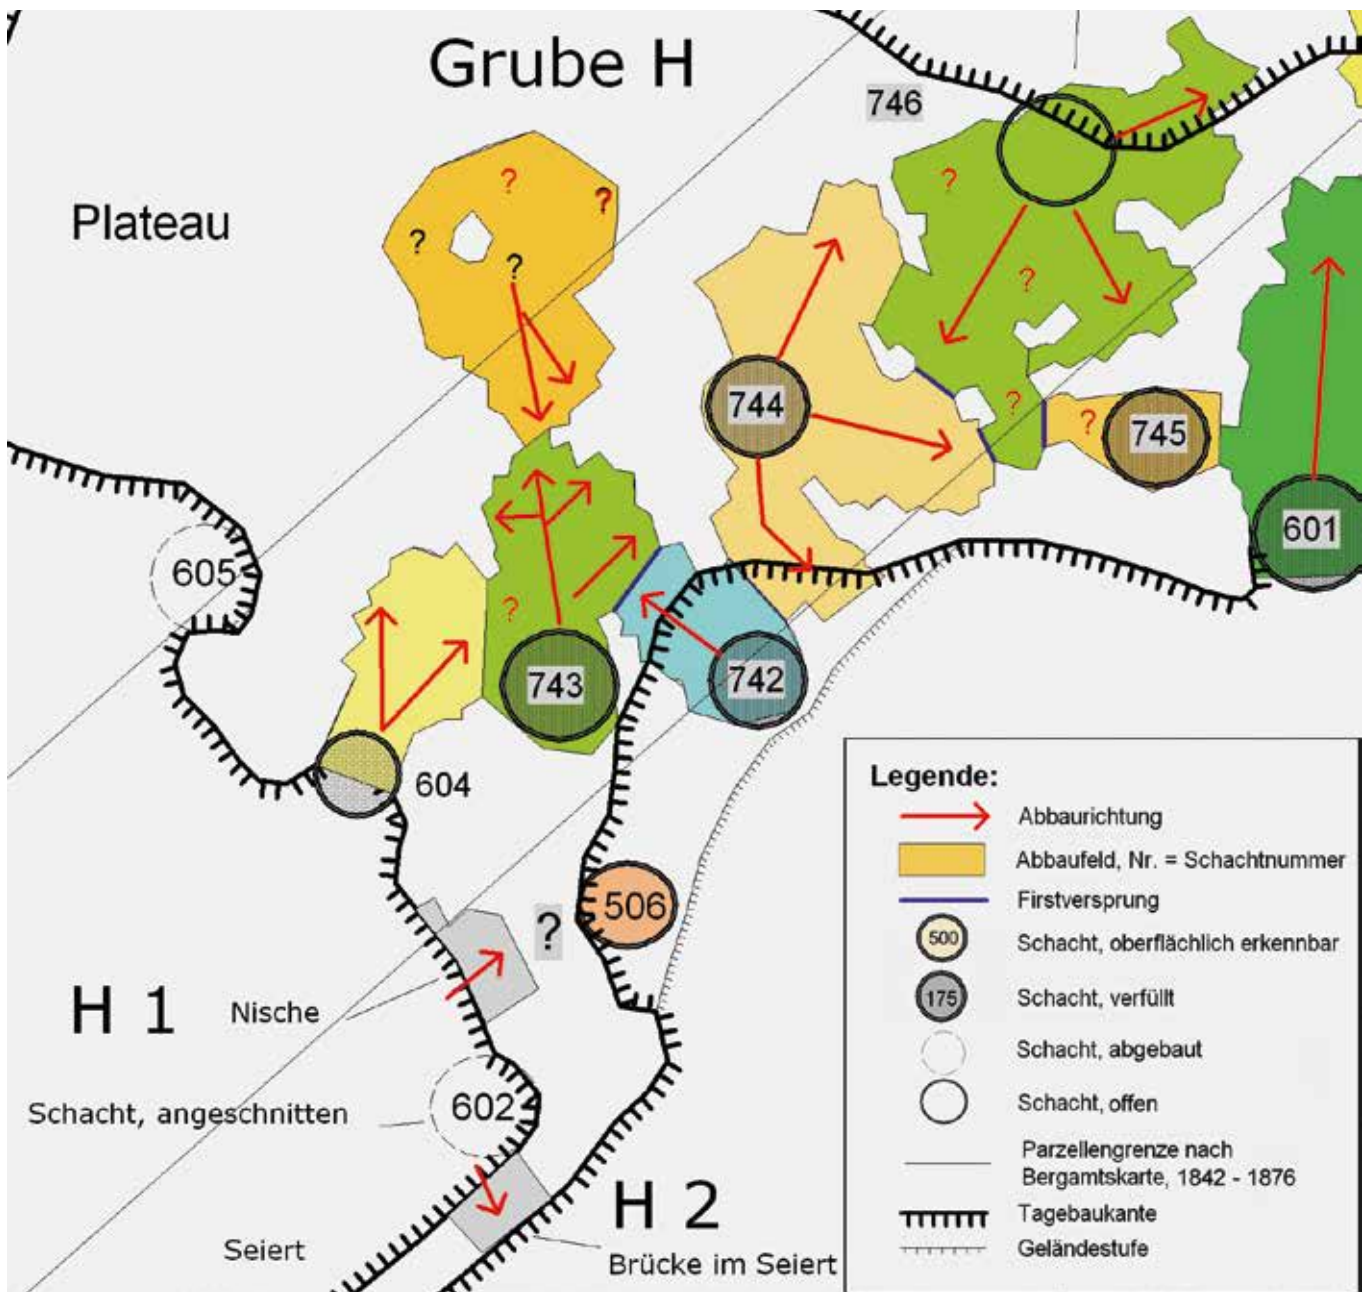 Grube H
746
?
?
?
Plateau
?
?
?
744
?
?
745
601
605
?
743
742
604
Legende:
Abbaurichtung
Abbaufeld, Nr. = Schachtnummer
Firstversprung
500
Schacht, oberflächlich erkennbar
175
Schacht, verfüllt
Schacht, abgebaut
Schacht, offen
Parzellengrenze nach
Bergamtskarte, 1842 - 1876
Tagebaukante
Geländestufe
506
?
H 1
Nische
Schacht, angeschnitten
602
H 2
Seiert
Brücke im Seiert